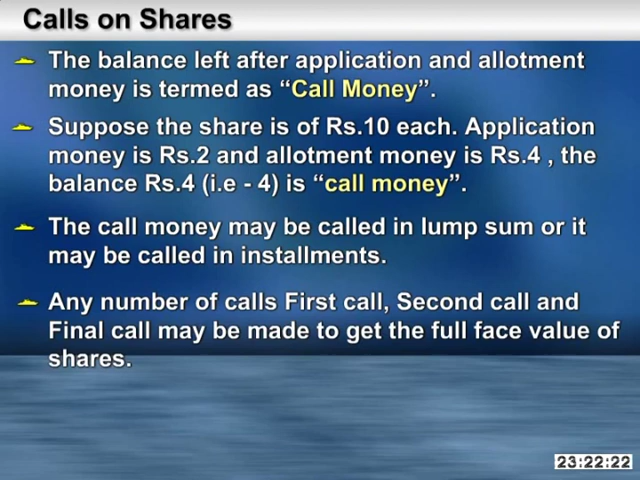 Calls on Shares
The balance left after application and allotment
money is termed as “Call Money”.
Suppose the share is of Rs.10 each. Application
money is Rs.2 and allotment money is Rs.4 , the
balance Rs.4 (i.e - 4) is “call money”.
The call money may be called in lump sum or it
may be called in installments.
Any number of calls First call, Second call and
Final call may be made to get the full face value of
shares.
23:22:22